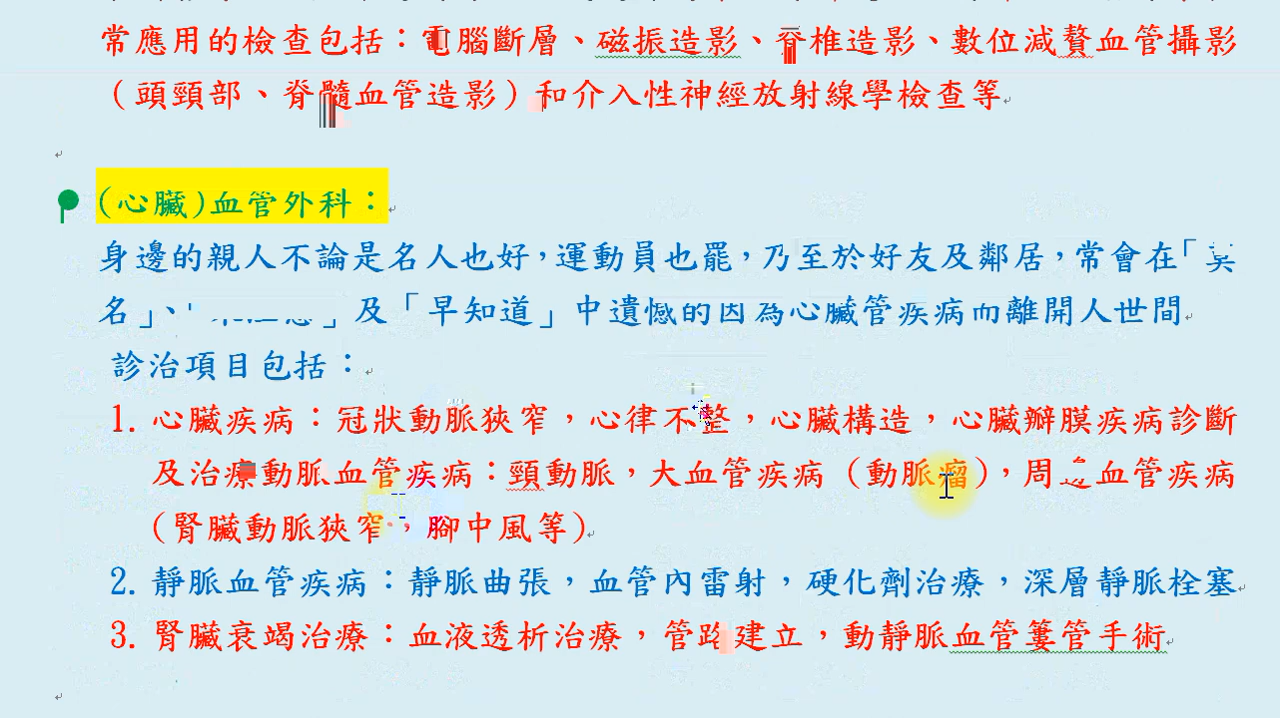 常應用的檢查包括：電腦斷層、磁振造影、脊椎造影、數位減贅血管攝影
（頭頸部、脊髓血管造影）和介入性神經放射線學檢查等
(心臟)血管外科：
身邊的親人不論是名人也好，運動員也罷，乃至於好友及鄰居，常會在「莫
名」、「 」及「早知道」中遺憾的因為心臟管疾病而離開人世間
診治項目包括：
1. 心臟疾病：冠狀動脈狹窄，心律不整，心臟構造，心臟瓣膜疾病診斷
及治療動脈血管疾病：頸動脈，大血管疾病（動脈瘤），周 血管疾病
(腎臟動脈狹窄，腳中風等)
2. 靜脈血管疾病：靜脈曲張，血管內雷射，硬化劑治療，深層靜脈栓塞
3. 腎臟衰竭治療：血液透析治療，管路建立，動靜脈血管簍管手術